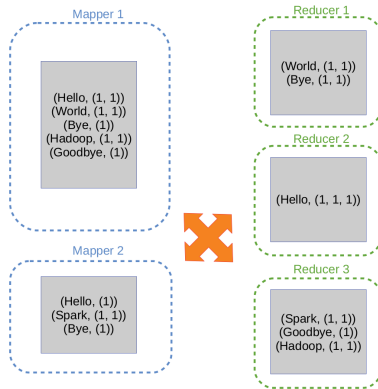 Mapper 1
(Hello, (1, 1))
(World, (1, 1))
(Bye, (1))
(Hadoop, (1, 1))
(Goodbye, (1))
Mapper 2
(Hello, (1))
(Spark, (1, 1))
(Bye, (1))
Reducer 1
(World, (1, 1))
(Bye, (1, 1))
Reducer 2
(Hello, (1, 1, 1))
Reducer 3
(Spark, (1, 1))
(Goodbye, (1))
(Hadoop, (1, 1))